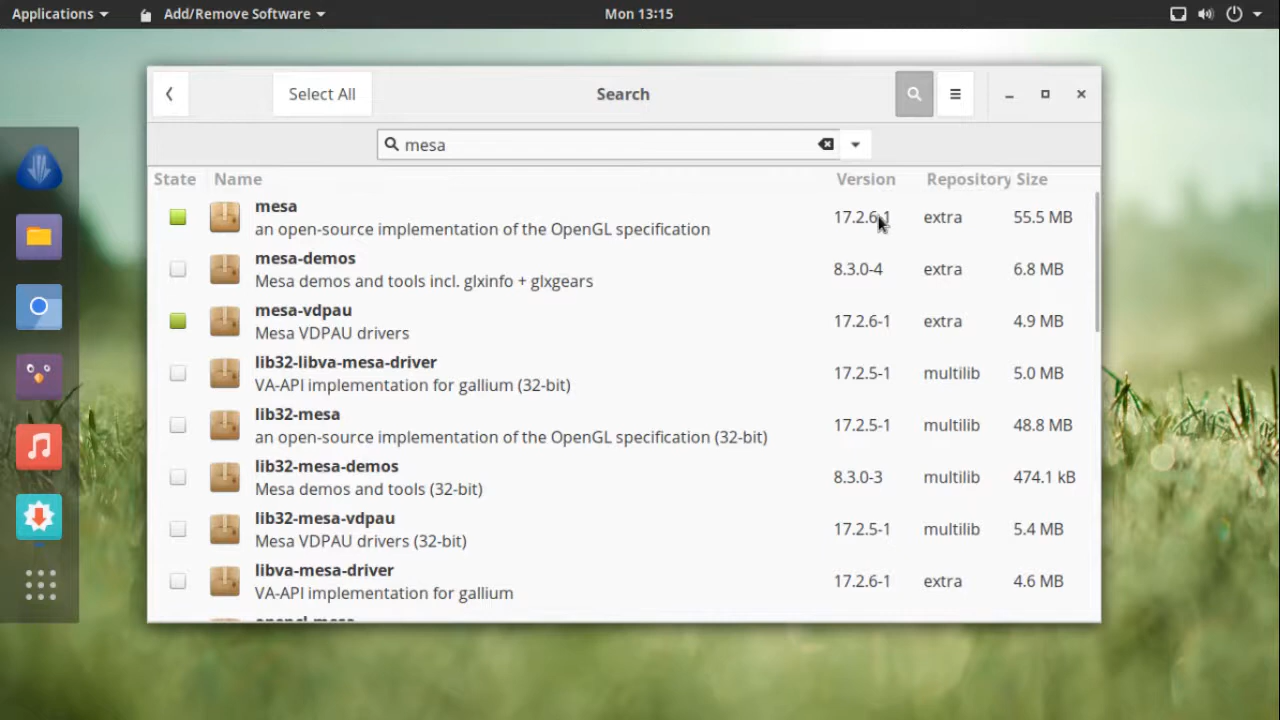 Applications
Add/Remove Software
Mon 13:15
Select All
Search
mesa
State Name Version Repository Size
mesa
an open-source implementation of the OpenGL specification
17.2.6-1 extra 55.5 MB
mesa-demos
Mesa demos and tools incl. glxinfo + glxgears
8.3.0-4 extra 6.8 MB
mesa-vdpau
Mesa VDPAU drivers
17.2.6-1 extra 4.9 MB
lib32-libva-mesa-driver
VA-API implementation for gallium (32-bit)
17.2.5-1 multilib 5.0 MB
lib32-mesa
an open-source implementation of the OpenGL specification (32-bit)
17.2.5-1 multilib 48.8 MB
lib32-mesa-demos
Mesa demos and tools (32-bit)
8.3.0-3 multilib 474.1 kB
lib32-mesa-vdpau
Mesa VDPAU drivers (32-bit)
17.2.5-1 multilib 5.4 MB
libva-mesa-driver
VA-API implementation for gallium
17.2.6-1 extra 4.6 MB